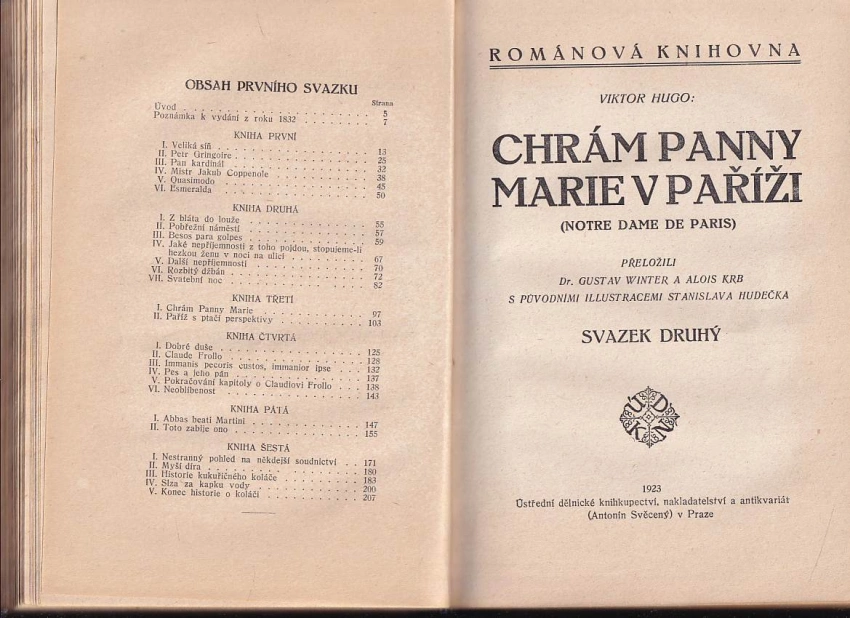 OBSAH PRVNÍHO SVAZKU
Strana
Úvod . . . . . . . . . . . . 5
Poznámka k vydání z roku 1832 . . . . . . . 7
KNIHA PRVNÍ
I. Veliká síň . . . . . . . . . . . . 13
II. Petr Gringoire . . . . . . . . . . . . 25
III. Pan kardinál . . . . . . . . . . . . 32
IV. Mistr Jakub Coppenole . . . . . . . . . . 38
V. Quasimodo . . . . . . . . . . . . 45
VI. Esmeralda . . . . . . . . . . . . 50
KNIHA DRUHÁ
I. Z bláta do louže . . . . . . . . . . . . 55
II. Pobřežní náměstí . . . . . . . . . . . . 57
III. Besos para golpes . . . . . . . . . . . . 59
IV. Jaké nepříjemnosti z toho pojdou, stopujeme-li
hezkou ženu v noci na ulici . . . . . . . . 67
V. Další nepříjemnosti . . . . . . . . . . . . 70
VI. Rozbitý džbán . . . . . . . . . . . . 72
VII. Svatební noc . . . . . . . . . . . . 82
KNIHA TŘETÍ
I. Chrám Panny Marie . . . . . . . . . . . . 97
II. Paříž s ptačí perspektivy . . . . . . . . . . 103
KNIHA ČTVRTÁ
I. Dobré duše . . . . . . . . . . . . 125
II. Claude Frollo . . . . . . . . . . . . 128
III. Immanis pecoris custos, immanior ipse . . . . 132
IV. Pes a jeho pán . . . . . . . . . . . . 137
V. Pokračování kapitoly o Claudiovi Frollo . . . . 138
VI. Neoblíbenost . . . . . . . . . . . . 143
KNIHA PÁTÁ
I. Abbas beati Martini . . . . . . . . . . . . 147
II. Toto zabije ono . . . . . . . . . . . . 155
KNIHA ŠESTÁ
I. Nestranný pohled na někdejší soudnictví . . 171
II. Myší díra . . . . . . . . . . . . 180
III. Historie kukuřičného koláče . . . . . . . . 183
IV. Slza za kapku vody . . . . . . . . . . . . 200
V. Konec historie o koláči . . . . . . . . . . 207
ROMÁNOVÁ KNIHOVNA
VIKTOR HUGO:
CHRÁM PANNY
MARIE V PAŘÍŽI
(NOTRE DAME DE PARIS)
PŘELOŽILI
Dr. GUSTAV WINTER A ALOIS KRB
S PŮVODNÍMI ILLUSTRACEMI STANISLAVA HUDEČKA
SVAZEK DRUHÝ
ÚDKN
1923
Ústřední dělnické knihkupectví, nakladatelství a antikvariát
(Antonín Svěcený) v Praze